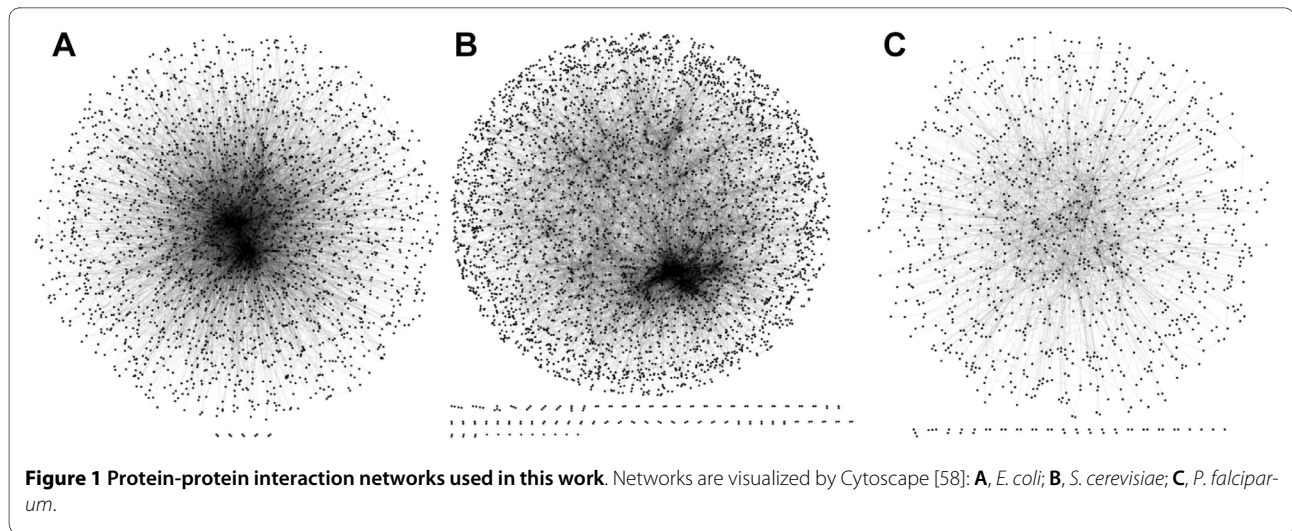 A
B
C
Figure 1 Protein-protein interaction networks used in this work. Networks are visualized by Cytoscape [58]: A, E. coli; B, S. cerevisiae; C, P. falcipar-
um.